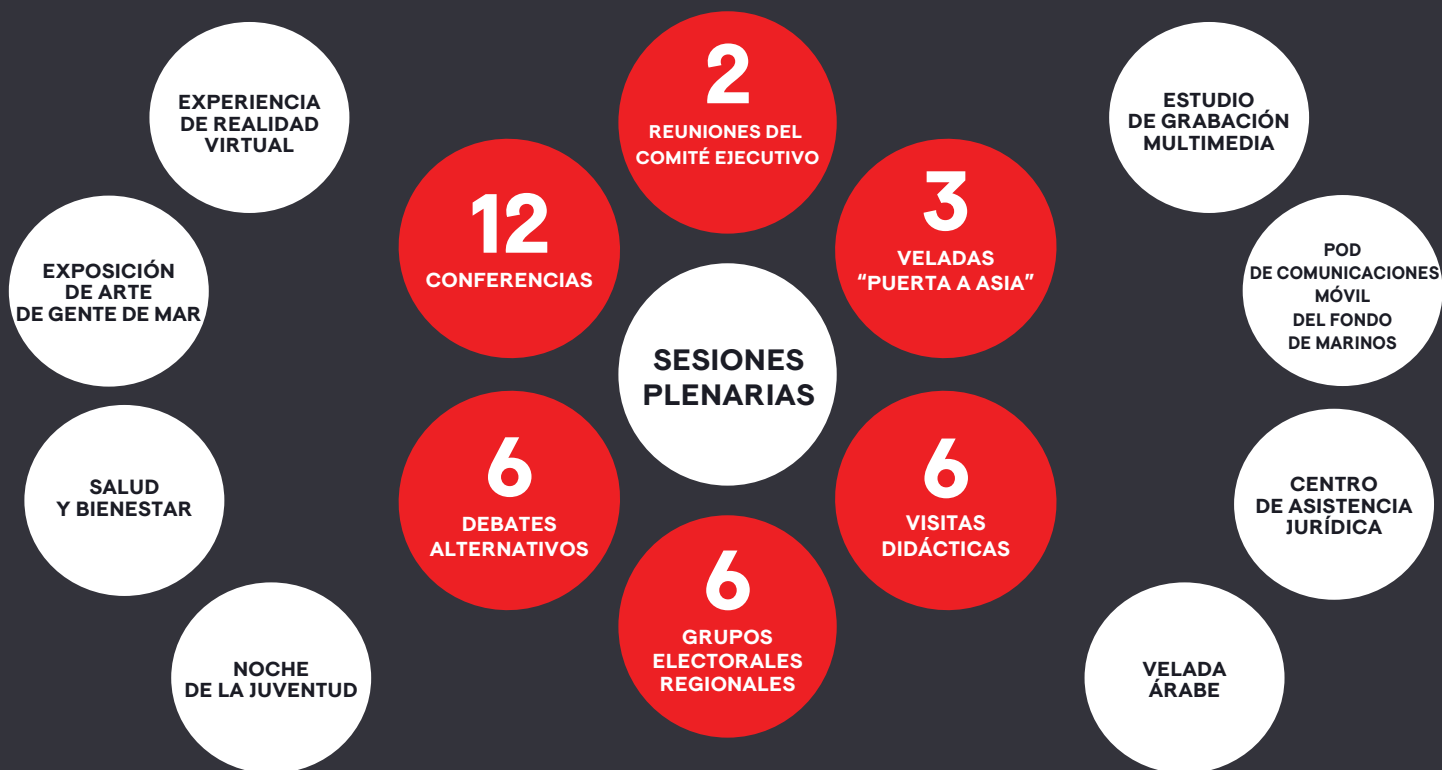 EXPERIENCIA
DE REALIDAD
VIRTUAL
EXPOSICIÓN
DE ARTE
DE GENTE DE MAR
SALUD
Y BIENESTAR
NOCHE
DE LA JUVENTUD
2
REUNIONES DEL
COMITÉ EJECUTIVO
12
CONFERENCIAS
3
VELADAS
“PUERTA A ASIA”
SESIONES
PLENARIAS
6
DEBATES
ALTERNATIVOS
6
VISITAS
DIDÁCTICAS
6
GRUPOS
ELECTORALES
REGIONALES
ESTUDIO
DE GRABACIÓN
MULTIMEDIA
POD
DE COMUNICACIONES
MÓVIL
DEL FONDO
DE MARINOS
CENTRO
DE ASISTENCIA
JURÍDICA
VELADA
ÁRABE